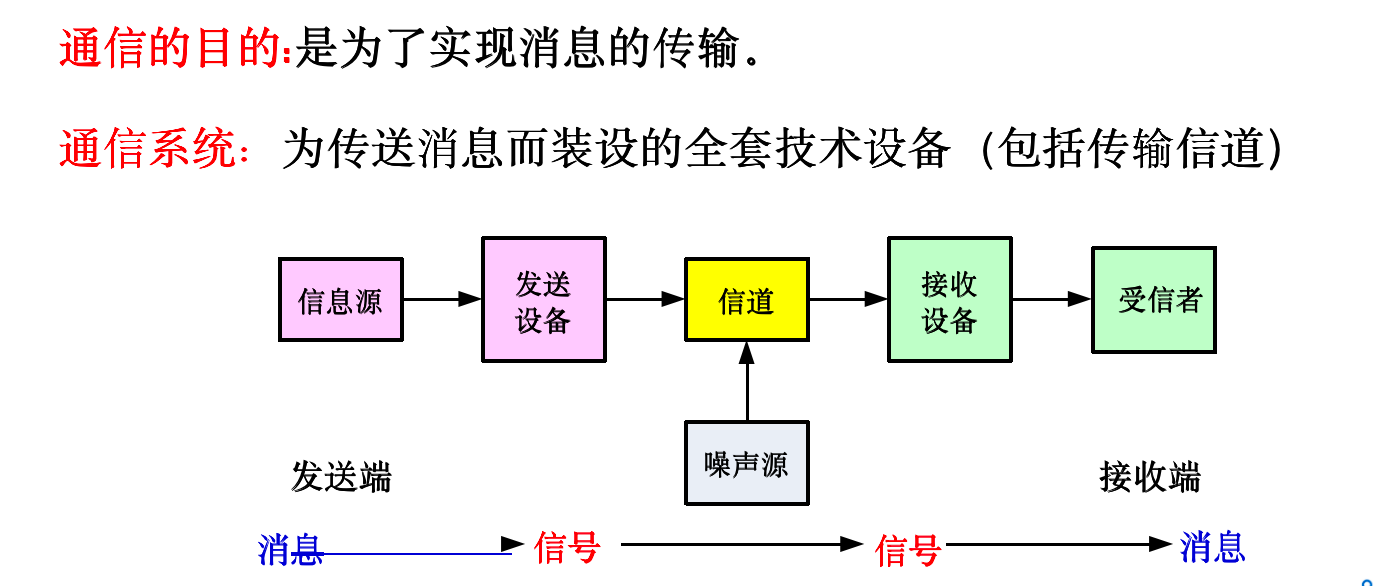 通信的目的:是为了实现消息的传输。
通信系统：为传送消息而装设的全套技术设备（包括传输信道）
信息源
发送
设备
信道
接收
设备
受信者
噪声源
发送端
接收端
消息
信号
信号
消息